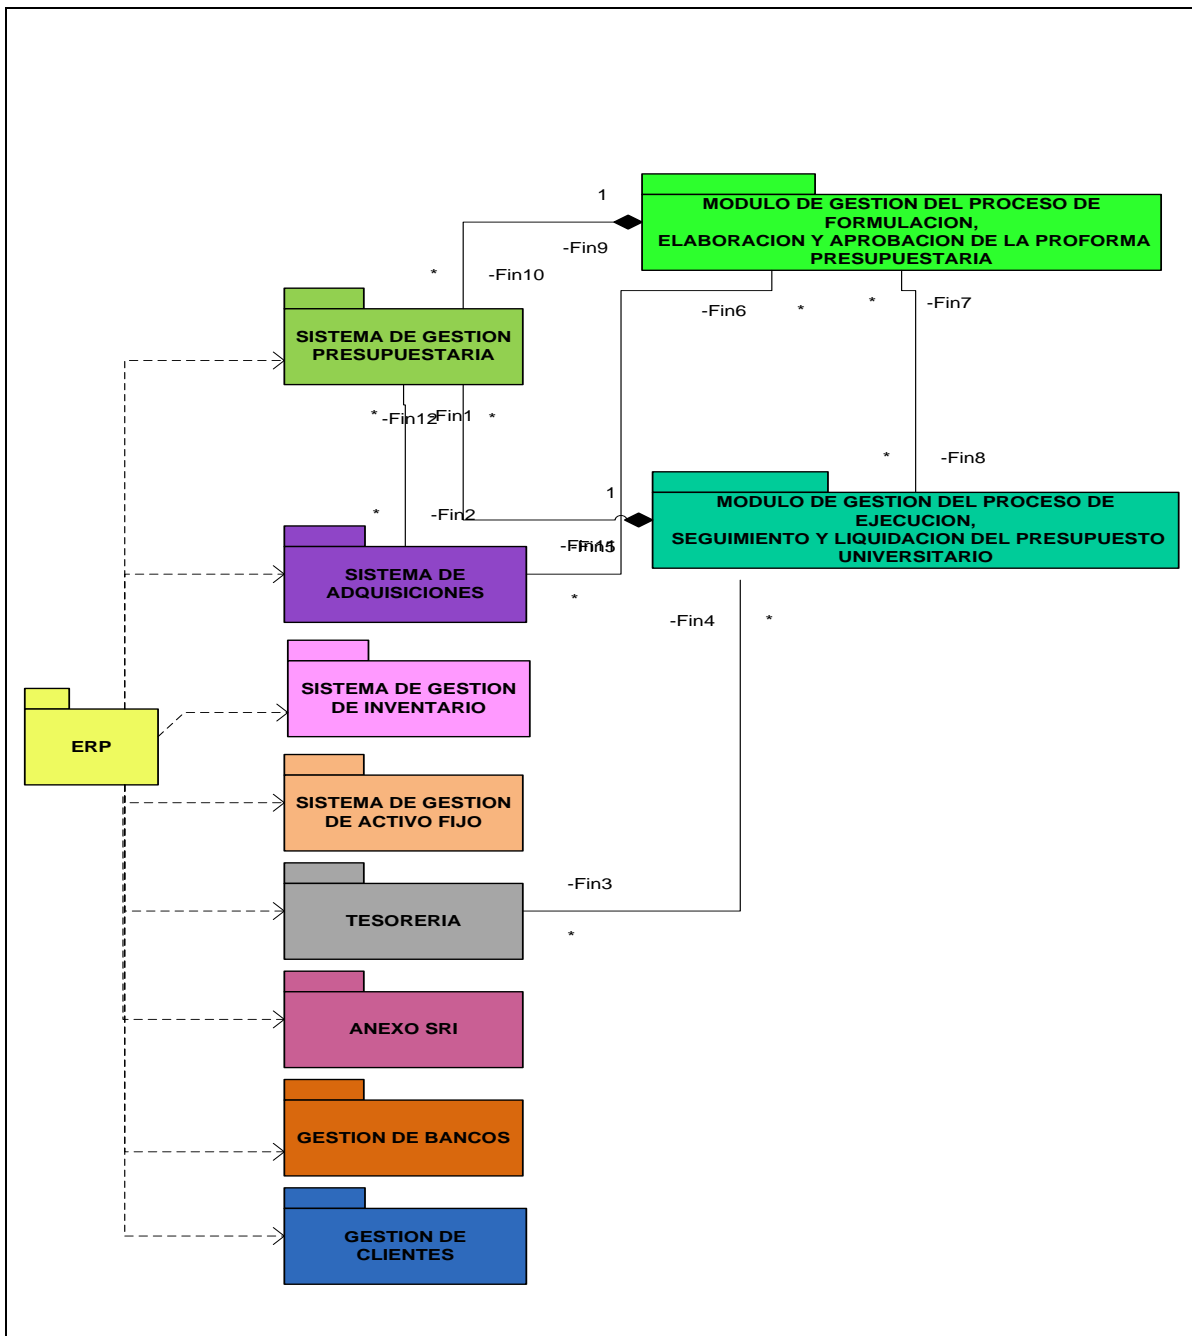 MODULO DE GESTION DEL PROCESO DE
FORMULACION,
ELABORACION Y APROBACION DE LA PROFORMA
PRESUPUESTARIA
1
-Fin9
*
-Fin10
-Fin6
*
*
-Fin7
SISTEMA DE GESTION
PRESUPUESTARIA
*
-Fin12
-Fin1
*
*
-Fin8
MODULO DE GESTION DEL PROCESO DE
EJECUCION,
SEGUIMIENTO Y LIQUIDACION DEL PRESUPUESTO
UNIVERSITARIO
1
*
-Fin2
SISTEMA DE
ADQUISICIONES
*
-Fin4
*
SISTEMA DE GESTION
DE INVENTARIO
ERP
SISTEMA DE GESTION
DE ACTIVO FIJO
-Fin3
TESORERIA
*
ANEXO SRI
GESTION DE BANCOS
GESTION DE
CLIENTES